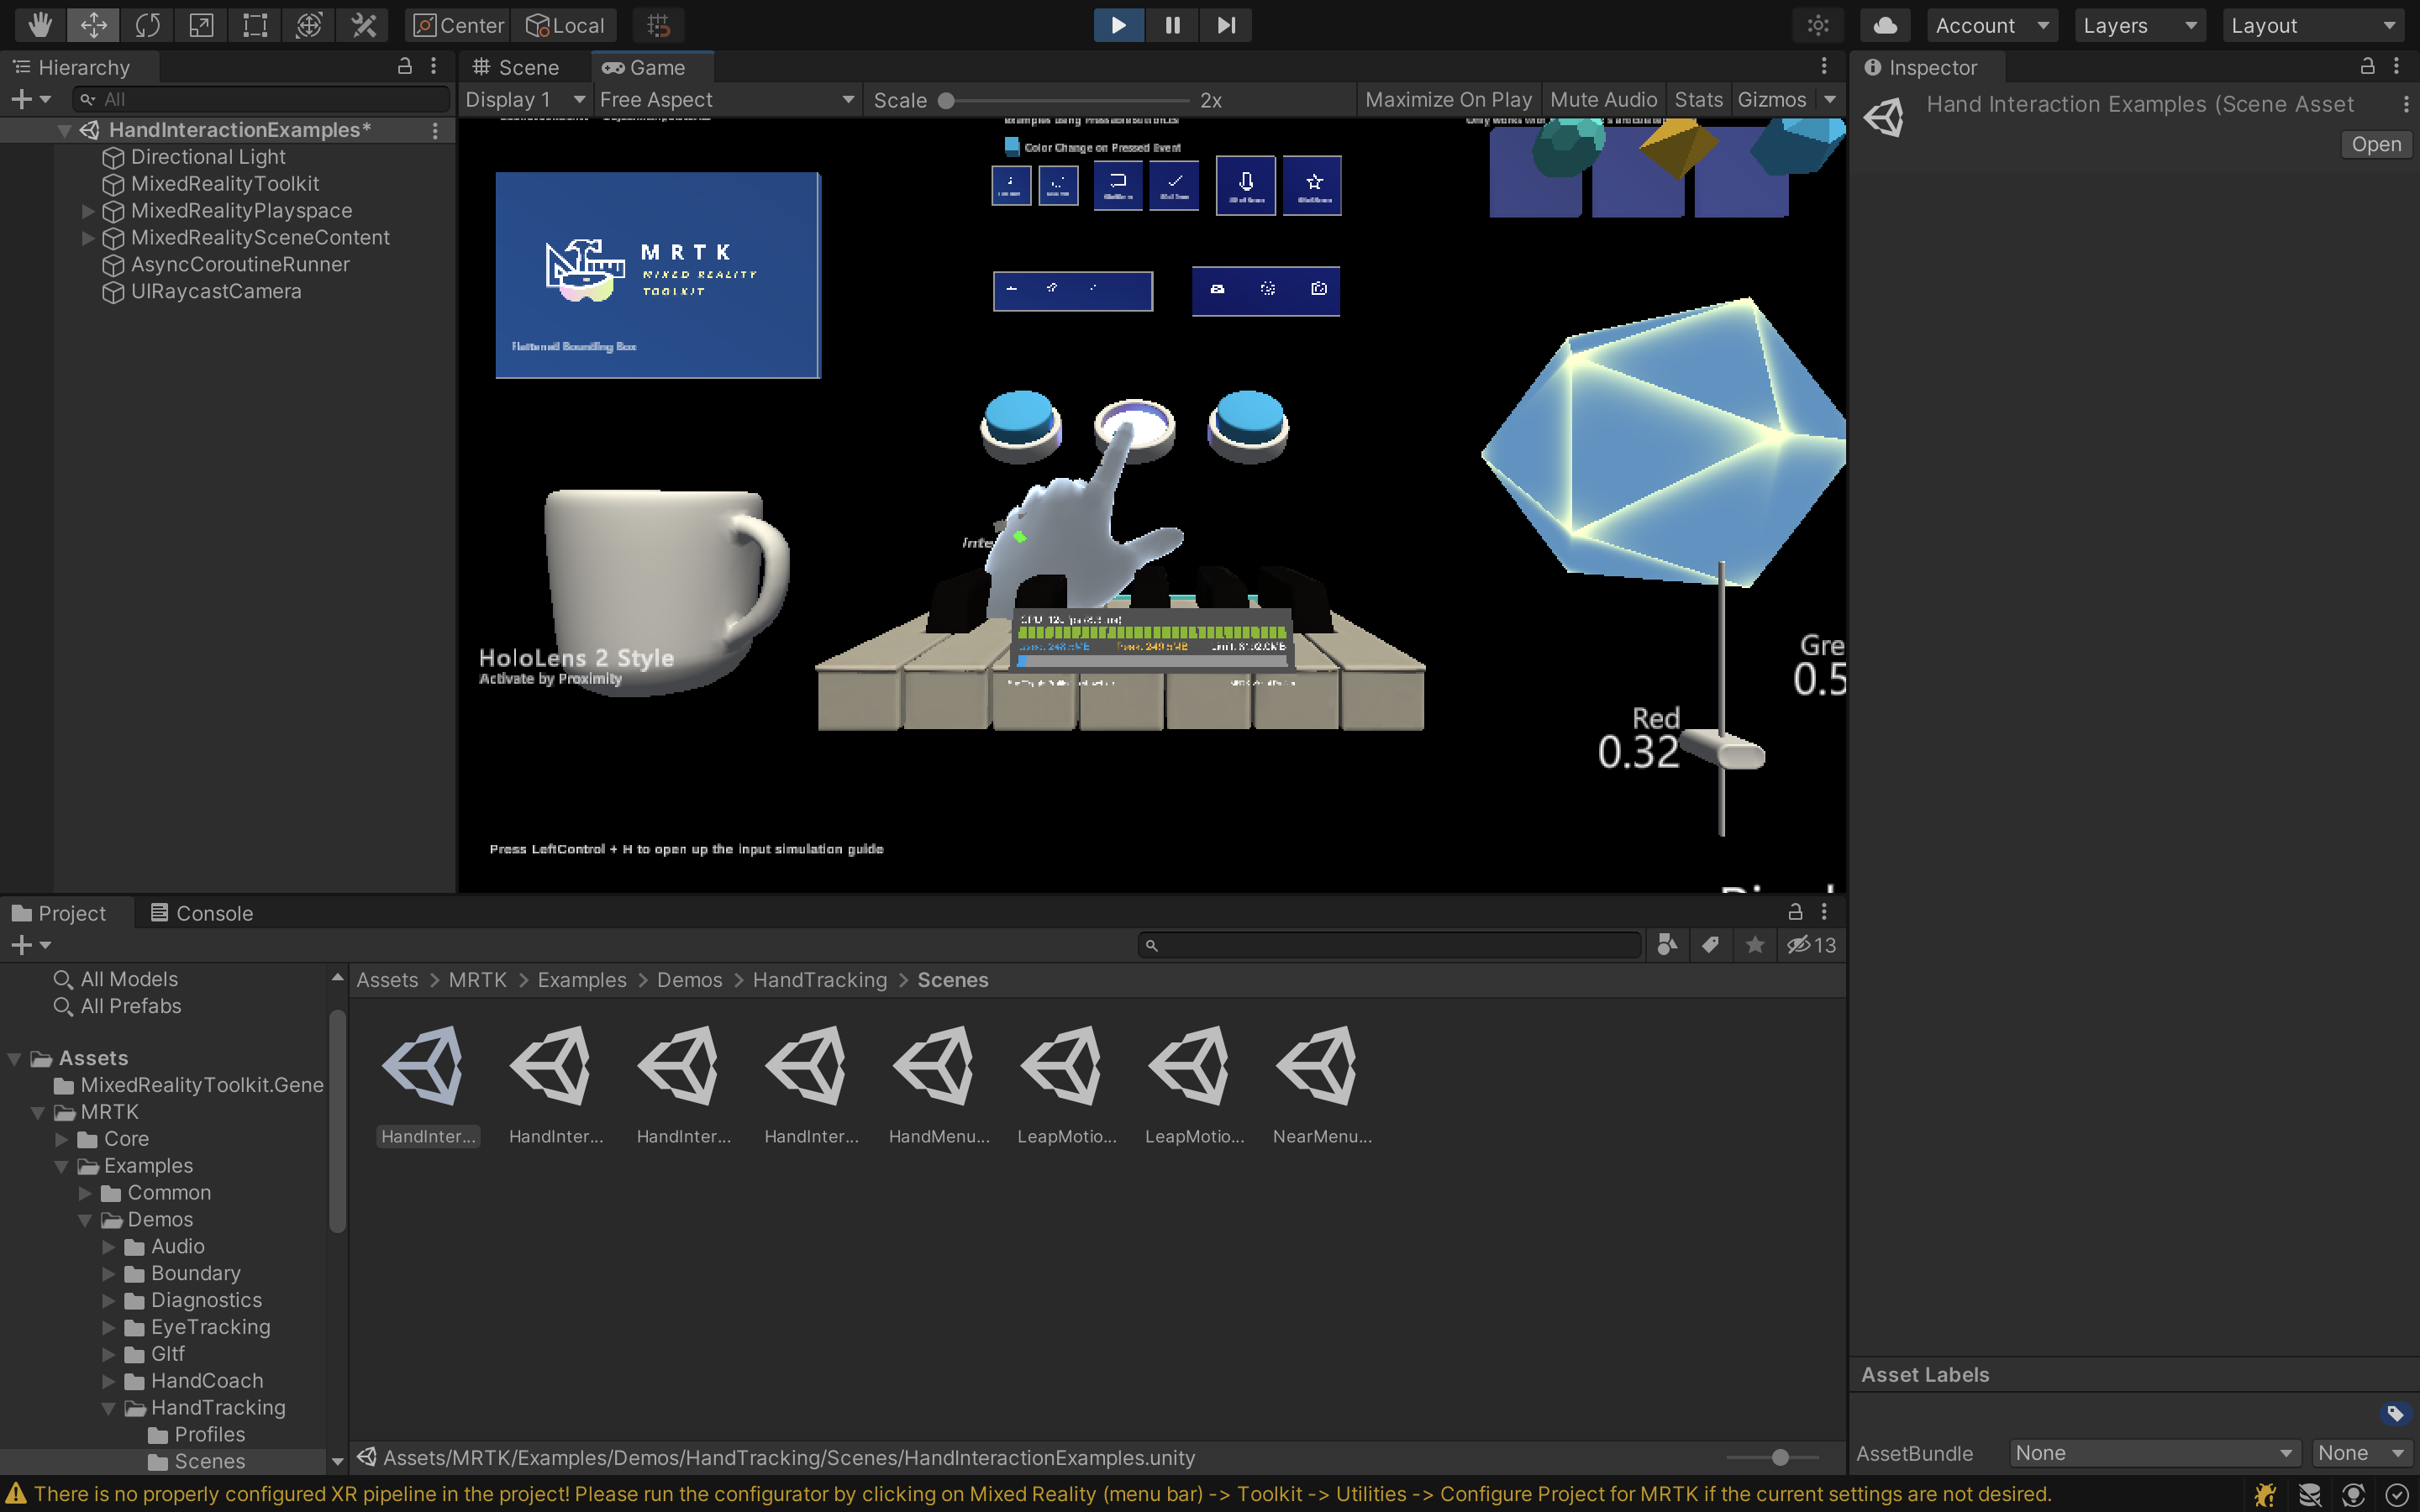 Center
Local
Account
Layers
Layout
Hierarchy
Scene
Game
Inspector
All
Display 1
Free Aspect
Scale
2x
Maximize On Play
Mute Audio
Stats
Gizmos
Hand Interaction Examples (Scene Asset
Open
HandInteractionExamples*
Directional Light
MixedRealityToolkit
MixedRealityPlayspace
MixedRealitySceneContent
AsyncCoroutineRunner
UIRaycastCamera
Color Change on Pressed Event
MRTK
MIXED REALITY
TOOLKIT
Flattened Bounding Box
HoloLens 2 Style
Activate by Proximity
Gre
0.5
Red
0.32
Press LeftControl + H to open up the input simulation guide
Project
Console
13
All Models
All Prefabs
Assets
MixedRealityToolkit.Gene
MRTK
Core
Examples
Common
Demos
Audio
Boundary
Diagnostics
EyeTracking
Gltf
HandCoach
HandTracking
Profiles
Scenes
Assets > MRTK > Examples > Demos > HandTracking > Scenes
HandInter...
HandInter...
HandInter...
HandInter...
HandMenu...
LeapMotio...
LeapMotio...
NearMenu...
Assets/MRTK/Examples/Demos/HandTracking/Scenes/HandInteractionExamples.unity
Asset Labels
AssetBundle
None
None
There is no properly configured XR pipeline in the project! Please run the configurator by clicking on Mixed Reality (menu bar) -> Toolkit -> Utilities -> Configure Project for MRTK if the current settings are not desired.